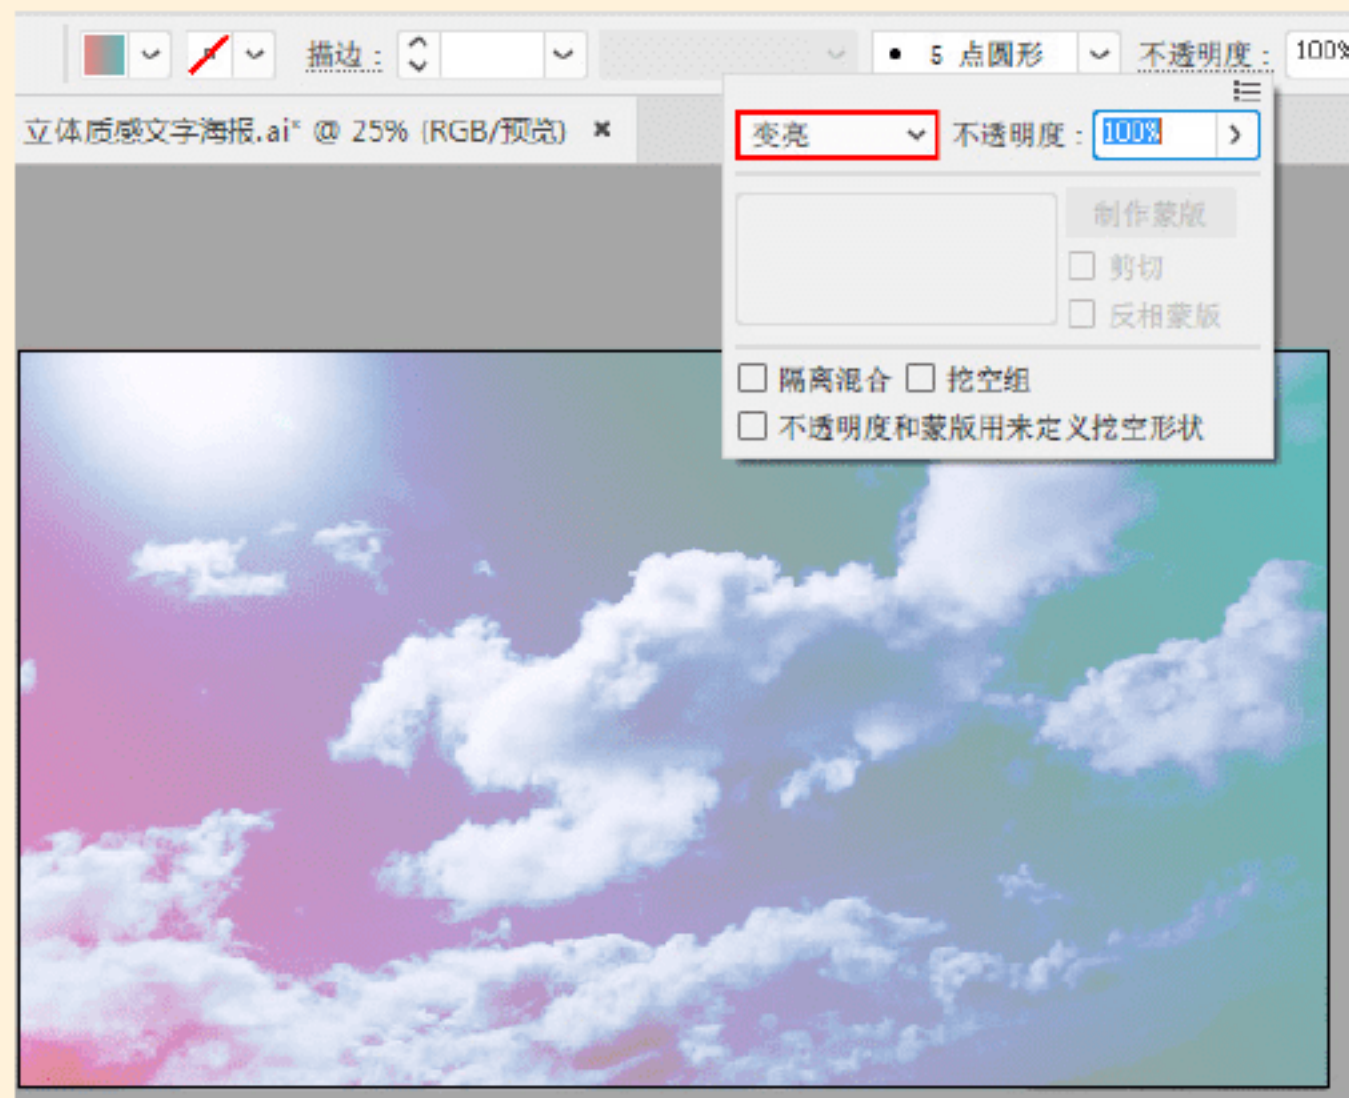 描边： 5 点圆形 不透明度： 100%
立体质感文字海报.ai* @ 25% (RGB/预览) ✖
变亮 不透明度： 100%
制作蒙版
剪切
反相蒙版
隔离混合 挖空组
不透明度和蒙版用来定义挖空形状